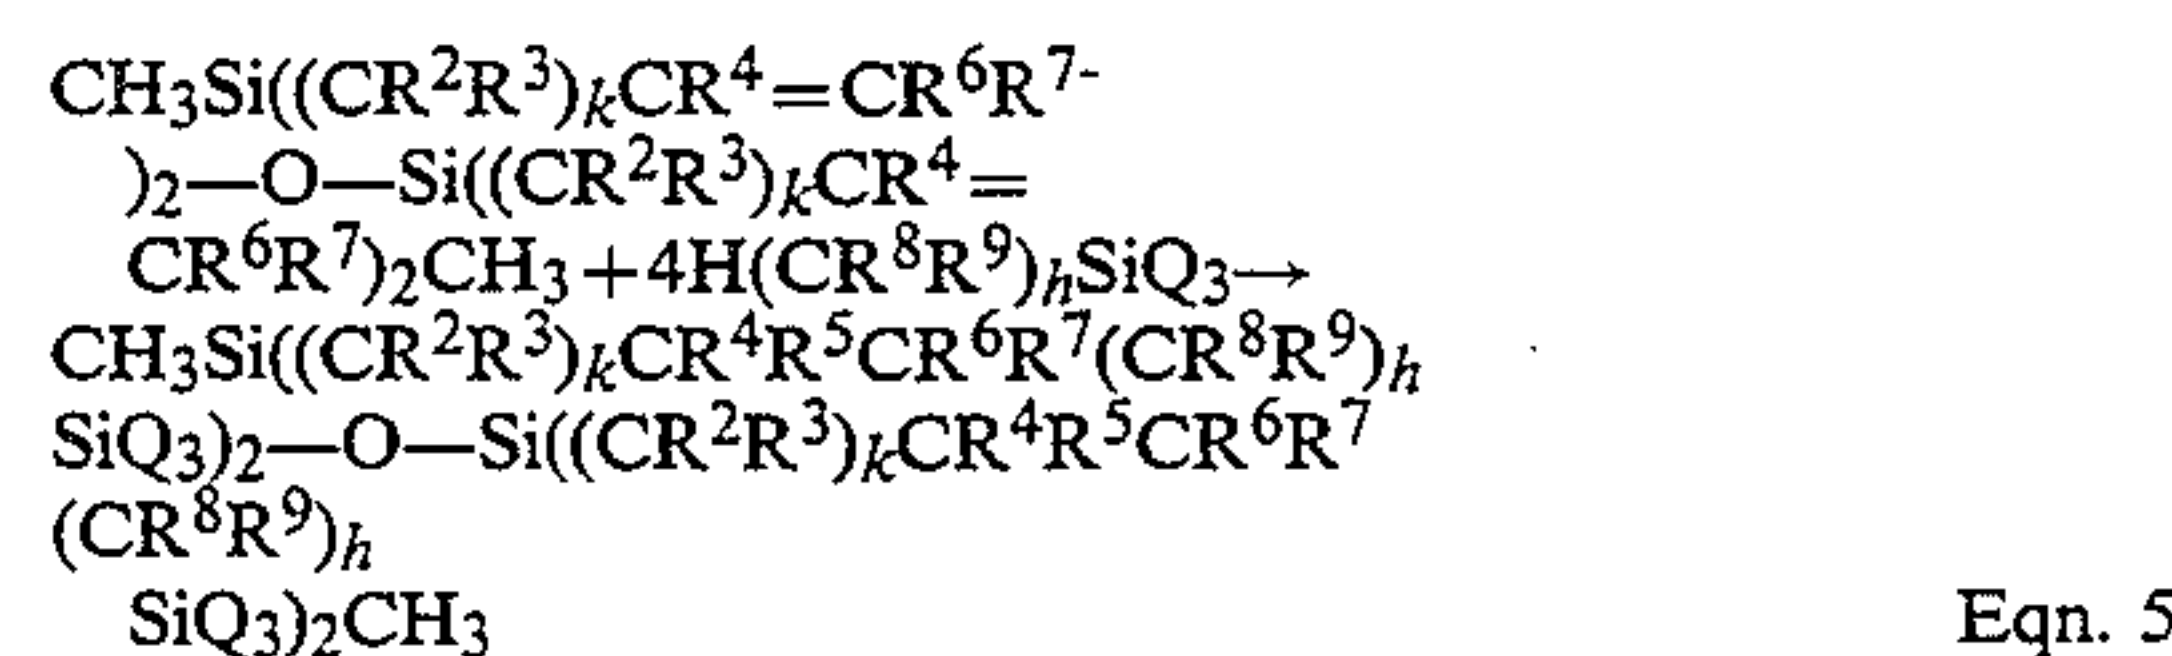 CH₃Si((CR²R³)ₖCR⁴=CR⁶R⁷-
)₂—O—Si((CR²R³)ₖCR⁴=
CR⁶R⁷)₂CH₃+4H(CR⁸R⁹)ₕSiQ₃→
CH₃Si((CR²R³)ₖCR⁴R⁵CR⁶R⁷(CR⁸R⁹)ₕ
SiQ₃)₂—O—Si((CR²R³)ₖCR⁴R⁵CR⁶R⁷
(CR⁸R⁹)ₕ
SiQ₃)₂CH₃ Eqn. 5